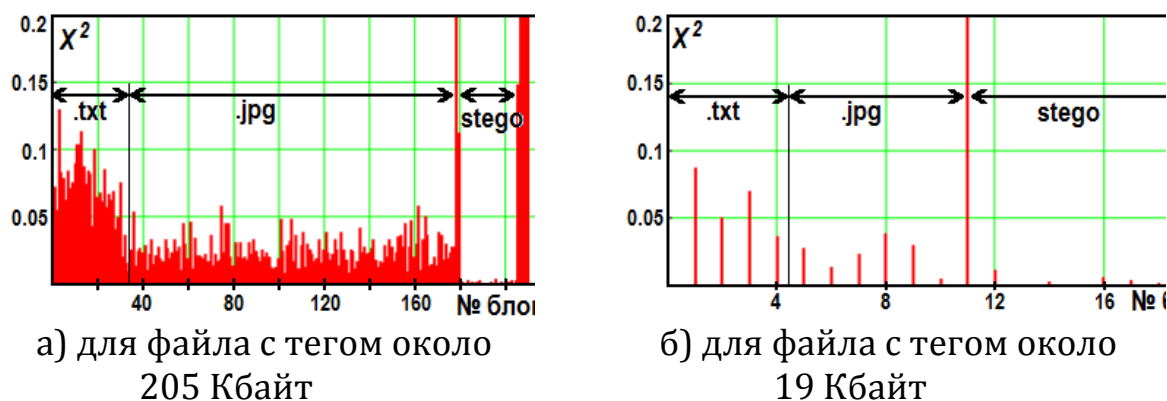 0.2
X²
0.15
.txt
.jpg
stego
0.1
0.05
40
80
120
160
№ блок
а) для файла с тегом около
205 Кбайт
0.2
X²
0.15
.txt
.jpg
stego
0.1
0.05
4
8
12
16
№
б) для файла с тегом около
19 Кбайт